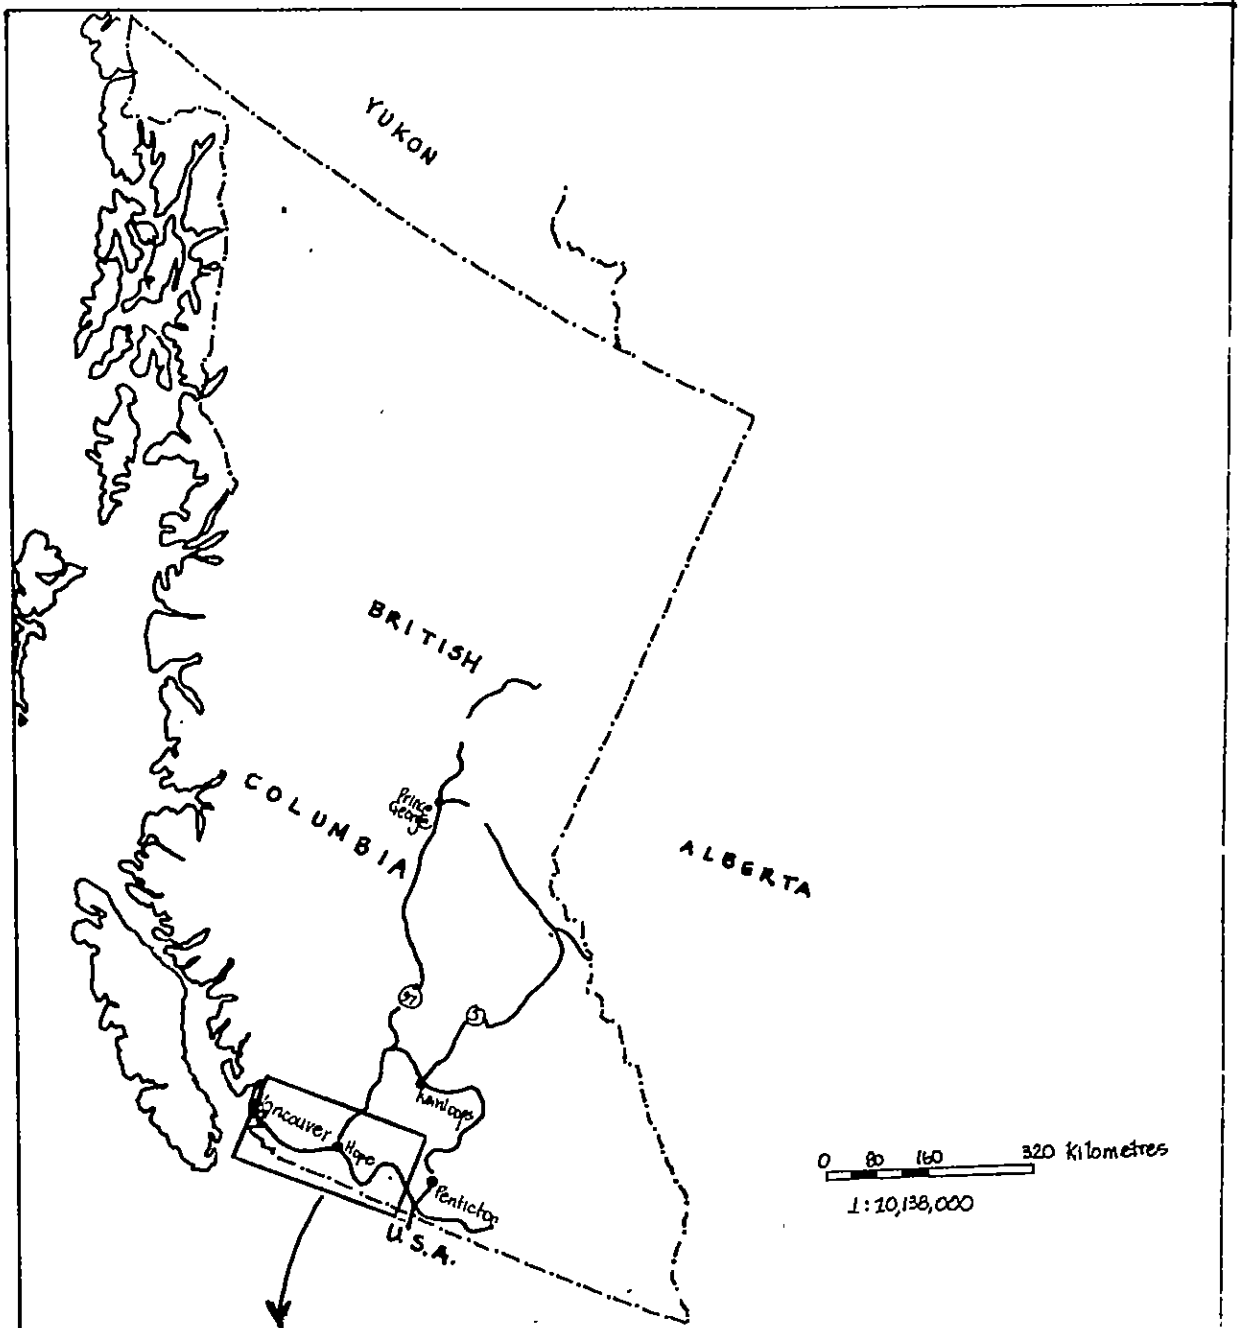 YUKON
BRITISH
COLUMBIA
Prince
George
ALBERTA
97
5
Kamloops
Vancouver
Hope
Penticton
U.S.A.
0 80 160 320 Kilometres
1:10,138,000